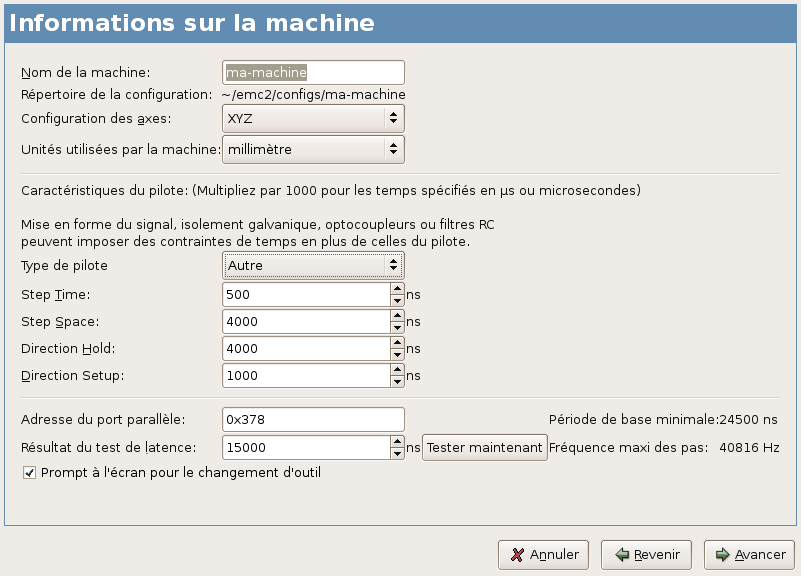 Informations sur la machine
Nom de la machine: ma-machine
Répertoire de la configuration: ~/emc2/configs/ma-machine
Configuration des axes: XYZ
Unités utilisées par la machine: millimètre
Caractéristiques du pilote: (Multipliez par 1000 pour les temps spécifiés en µs ou microsecondes)
Mise en forme du signal, isolement galvanique, optocoupleurs ou filtres RC
peuvent imposer des contraintes de temps en plus de celles du pilote.
Type de pilote Autre
Step Time: 500 ns
Step Space: 4000 ns
Direction Hold: 4000 ns
Direction Setup: 1000 ns
Adresse du port parallèle: 0x378 Période de base minimale: 24500 ns
Résultat du test de latence: 15000 ns Tester maintenant Fréquence maxi des pas: 40816 Hz
Prompt à l'écran pour le changement d'outil
Annuler Revenir Avancer